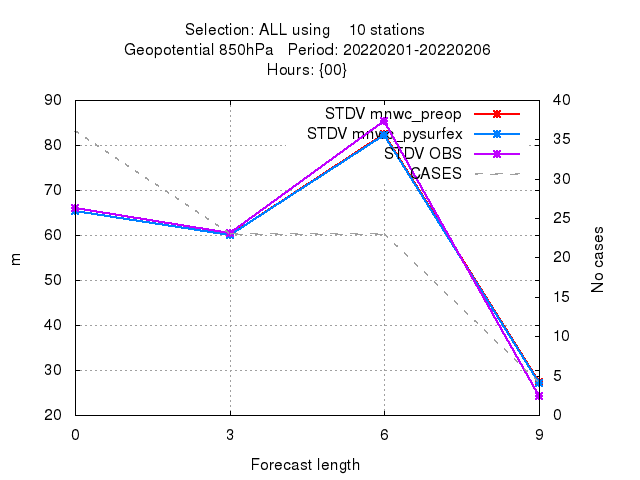 Selection: ALL using 10 stations
Geopotential 850hPa Period: 20220201-20220206
Hours: {00}
90 40
STDV mnwc_preop
80 35
STDV mnwc_pysurfex
STDV OBS
70 30
CASES
60 25
50 20
40 15
30 10
20 5
0
m
No cases
0 3 6 9
Forecast length